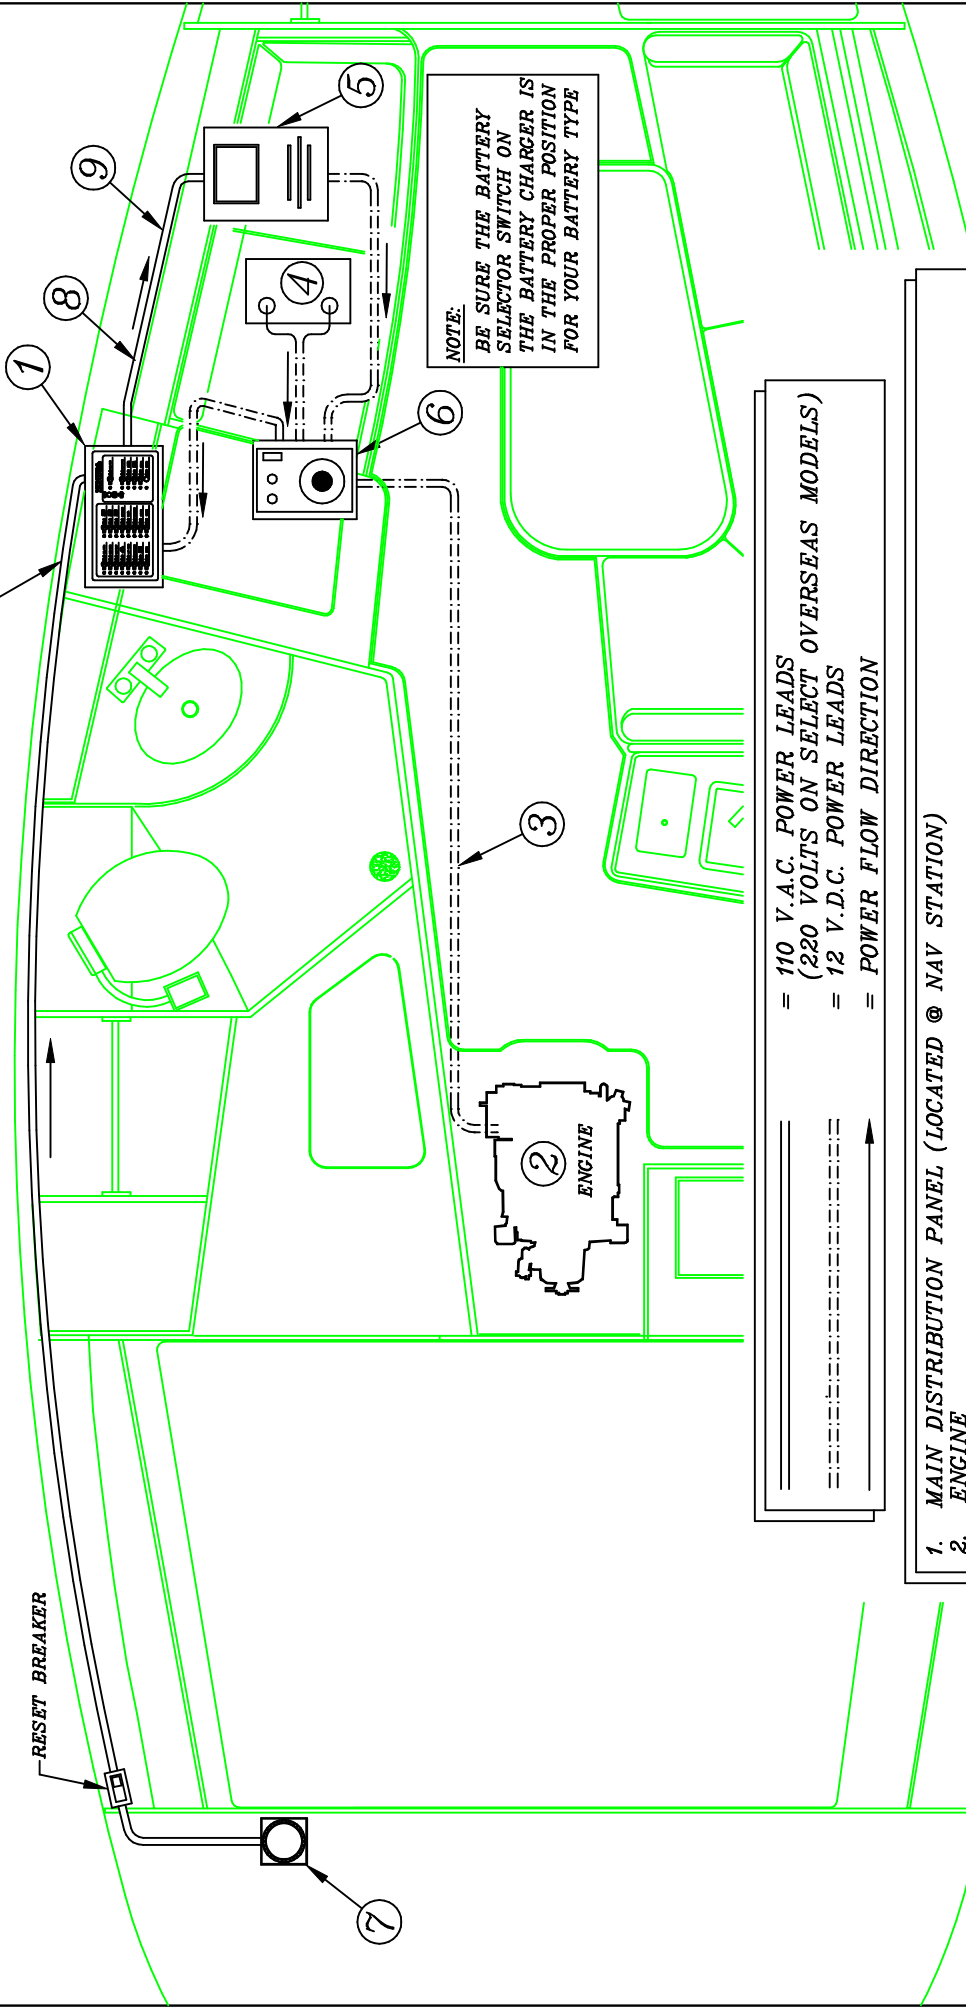 RESET BREAKER
1
9
8
5
4
6
3
2
ENGINE
7
NOTE:
BE SURE THE BATTERY
SELECTOR SWITCH ON
THE BATTERY CHARGER IS
IN THE PROPER POSITION
FOR YOUR BATTERY TYPE
= 110 V.A.C. POWER LEADS
(220 VOLTS ON SELECT OVERSEAS MODELS)
= 12 V.D.C. POWER LEADS
= POWER FLOW DIRECTION
1. MAIN DISTRIBUTION PANEL (LOCATED @ NAV STATION)
2. ENGINE